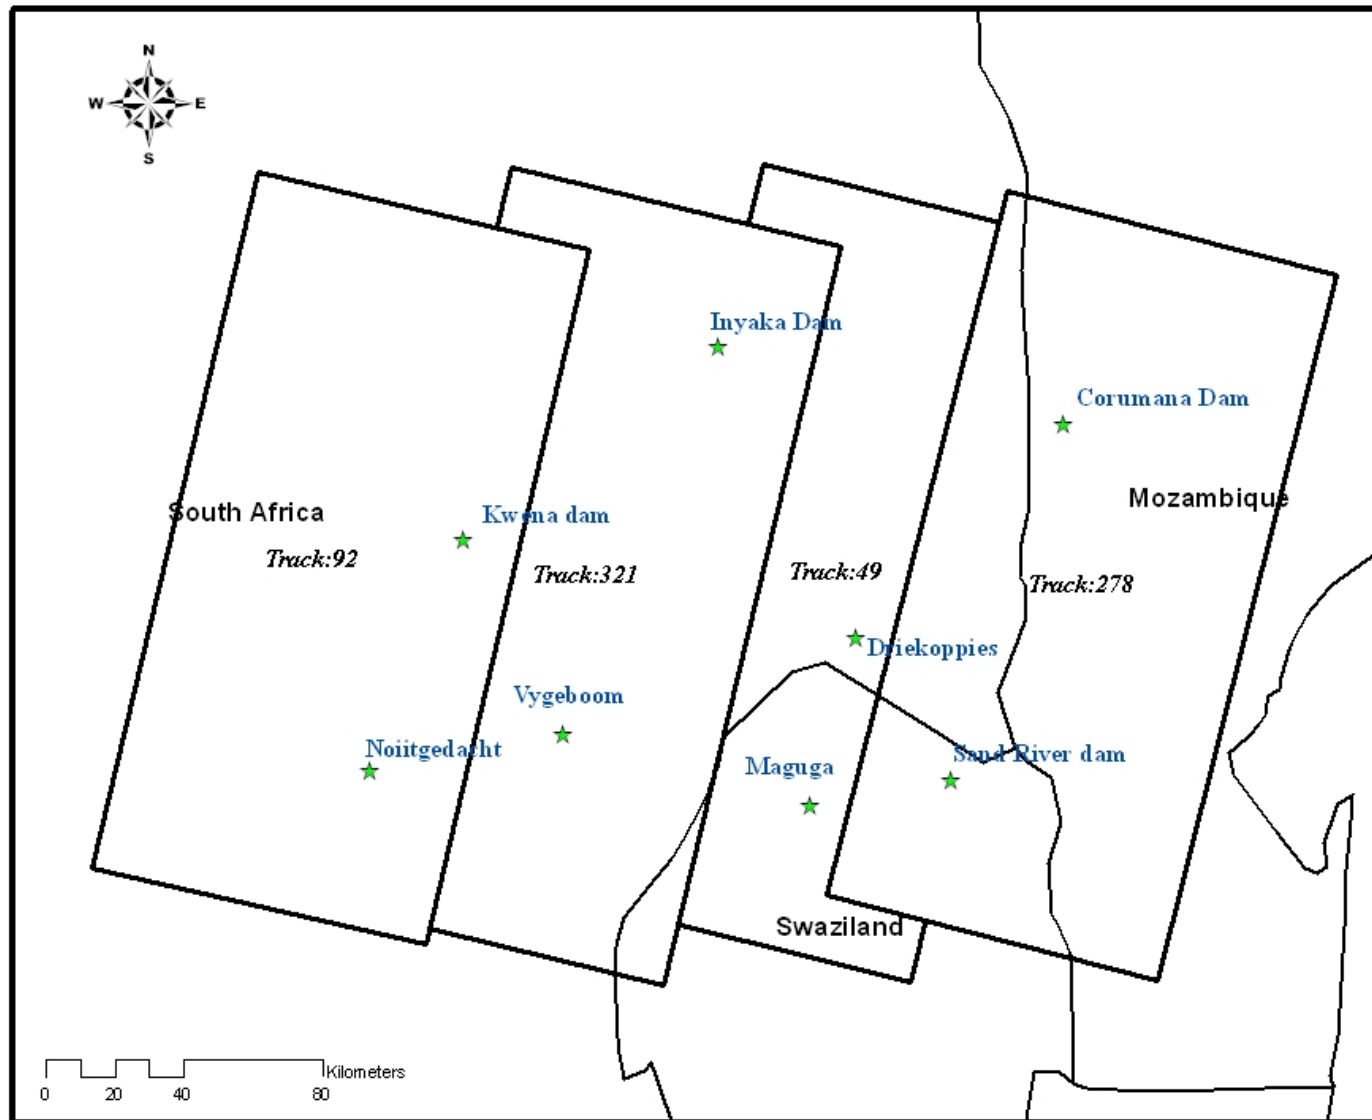 N
W E
S
Inyaka Dam
Corumana Dam
Mozambique
South Africa
Kwena dam
Track:92
Track:321
Track:49
Track:278
Driekoppies
Vygeboom
Noiitgedacht
Maguga
Sand River dam
Swaziland
Kilometers
0 20 40 80